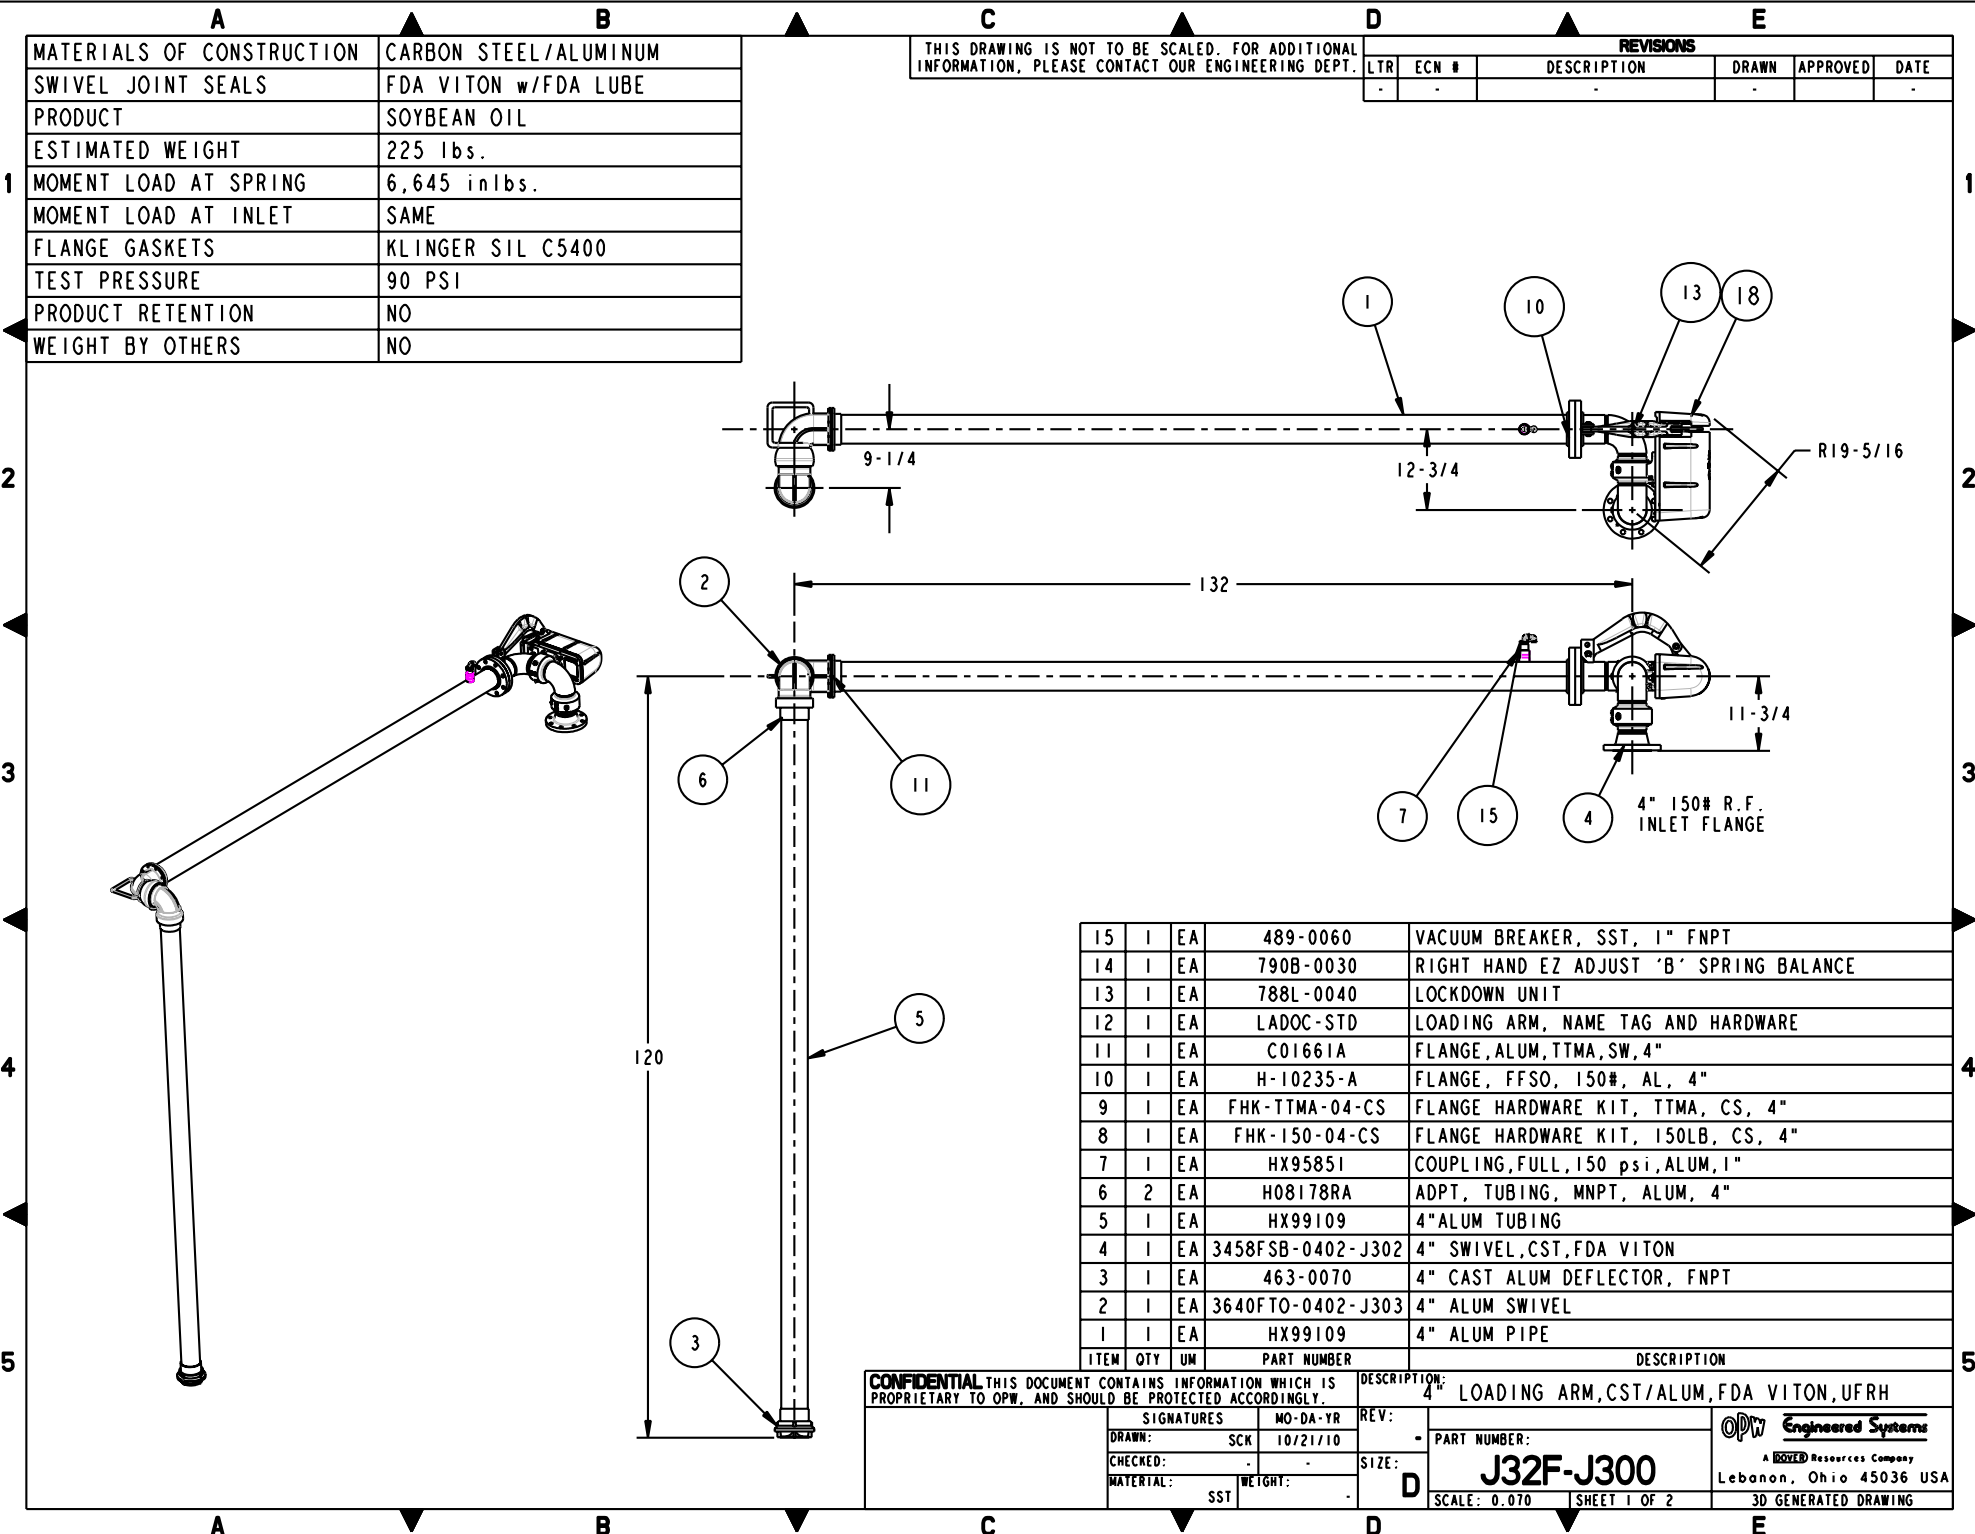 A B C D E
MATERIALS OF CONSTRUCTION CARBON STEEL/ALUMINUM
SWIVEL JOINT SEALS FDA VITON w/FDA LUBE
PRODUCT SOYBEAN OIL
ESTIMATED WEIGHT 225 lbs.
MOMENT LOAD AT SPRING 6,645 inlbs.
MOMENT LOAD AT INLET SAME
FLANGE GASKETS KLINGER SIL C5400
TEST PRESSURE 90 PSI
PRODUCT RETENTION NO
WEIGHT BY OTHERS NO
THIS DRAWING IS NOT TO BE SCALED. FOR ADDITIONAL
INFORMATION, PLEASE CONTACT OUR ENGINEERING DEPT.
REVISIONS
LTR ECN # DESCRIPTION DRAWN APPROVED DATE
- - - - -
1 1
1 10 13 18
9-1/4
12-3/4
R19-5/16
2 2
2
132
11-3/4
6
11
7
15
4
4" 150# R.F.
INLET FLANGE
3 3
5
120
3
4 4
15 1 EA 489-0060 VACUUM BREAKER, SST, 1" FNPT
14 1 EA 790B-0030 RIGHT HAND EZ ADJUST 'B' SPRING BALANCE
13 1 EA 788L-0040 LOCKDOWN UNIT
12 1 EA LADOC-STD LOADING ARM, NAME TAG AND HARDWARE
11 1 EA C01661A FLANGE,ALUM,TTMA,SW,4"
10 1 EA H-10235-A FLANGE, FFSO, 150#, AL, 4"
9 1 EA FHK-TTMA-04-CS FLANGE HARDWARE KIT, TTMA, CS, 4"
8 1 EA FHK-150-04-CS FLANGE HARDWARE KIT, 150LB, CS, 4"
7 1 EA HX95851 COUPLING,FULL,150 psi,ALUM,1"
6 2 EA H08178RA ADPT, TUBING, MNPT, ALUM, 4"
5 1 EA HX99109 4"ALUM TUBING
4 1 EA 3458FSB-0402-J302 4" SWIVEL,CST,FDA VITON
3 1 EA 463-0070 4" CAST ALUM DEFLECTOR, FNPT
2 1 EA 3640FTO-0402-J303 4" ALUM SWIVEL
1 1 EA HX99109 4" ALUM PIPE
ITEM QTY UM PART NUMBER DESCRIPTION
5 5
CONFIDENTIAL THIS DOCUMENT CONTAINS INFORMATION WHICH IS
PROPRIETARY TO OPW, AND SHOULD BE PROTECTED ACCORDINGLY.
DESCRIPTION:
4" LOADING ARM,CST/ALUM,FDA VITON,UFRH
SIGNATURES MO-DA-YR
DRAWN: SCK 10/21/10
CHECKED: - -
MATERIAL: SST WEIGHT: -
REV: -
SIZE: D
PART NUMBER:
J32F-J300
SCALE: 0.070 SHEET 1 OF 2
OPW Engineered Systems
A DOVER Resources Company
Lebanon, Ohio 45036 USA
3D GENERATED DRAWING
A B C D E